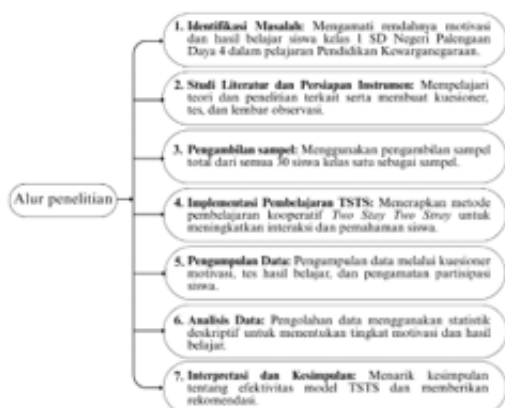 Alur penelitian
1. Identifikasi Masalah: Mengamati rendahnya motivasi
dan hasil belajar siswa kelas 1 SD Negeri Palengaan
Daya 4 dalam pelajaran Pendidikan Kewarganegaraan.
2. Studi Literatur dan Persiapan Instrumen: Mempelajari
teori dan penelitian terkait serta membuat kuesioner,
tes, dan lembar observasi.
3. Pengambilan sampel: Menggunakan pengambilan sampel
total dari semua 30 siswa kelas satu sebagai sampel.
4. Implementasi Pembelajaran TSTS: Menerapkan metode
pembelajaran kooperatif Two Stay Two Stray untuk
meningkatkan interaksi dan pemahaman siswa.
5. Pengumpulan Data: Pengumpulan data melalui kuesioner
motivasi, tes hasil belajar, dan pengamatan partisipasi
siswa.
6. Analisis Data: Pengolahan data menggunakan statistik
deskriptif untuk menentukan tingkat motivasi dan hasil
belajar.
7. Interpretasi dan Kesimpulan: Menarik kesimpulan
tentang efektivitas model TSTS dan memberikan
rekomendasi.